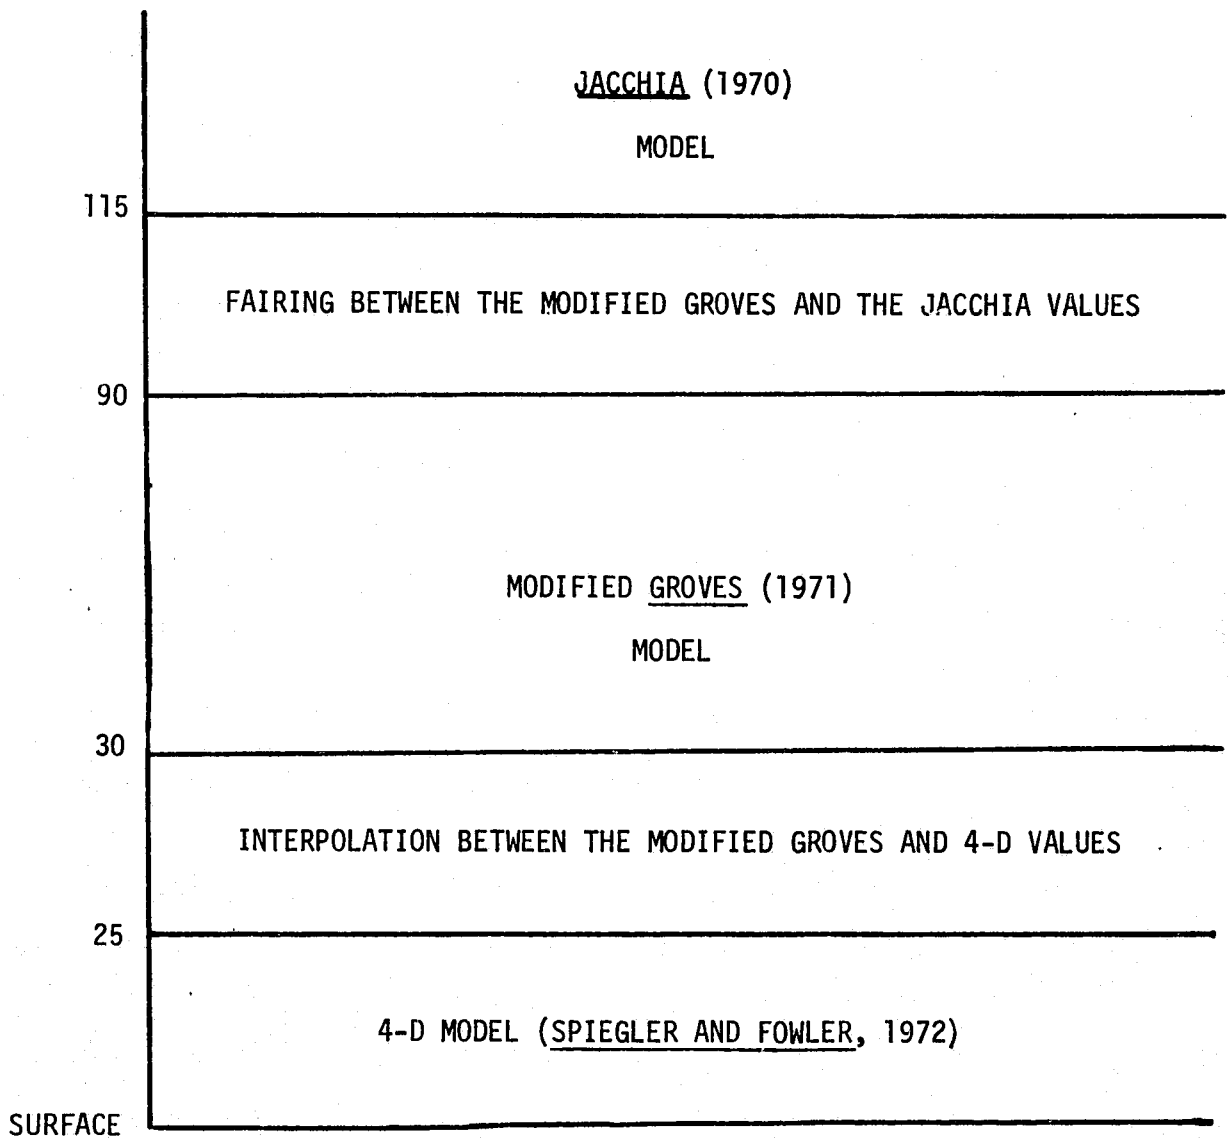 JACCHIA (1970)
MODEL
115
FAIRING BETWEEN THE MODIFIED GROVES AND THE JACCHIA VALUES
90
MODIFIED GROVES (1971)
MODEL
30
INTERPOLATION BETWEEN THE MODIFIED GROVES AND 4-D VALUES
25
4-D MODEL (SPIEGLER AND FOWLER, 1972)
SURFACE